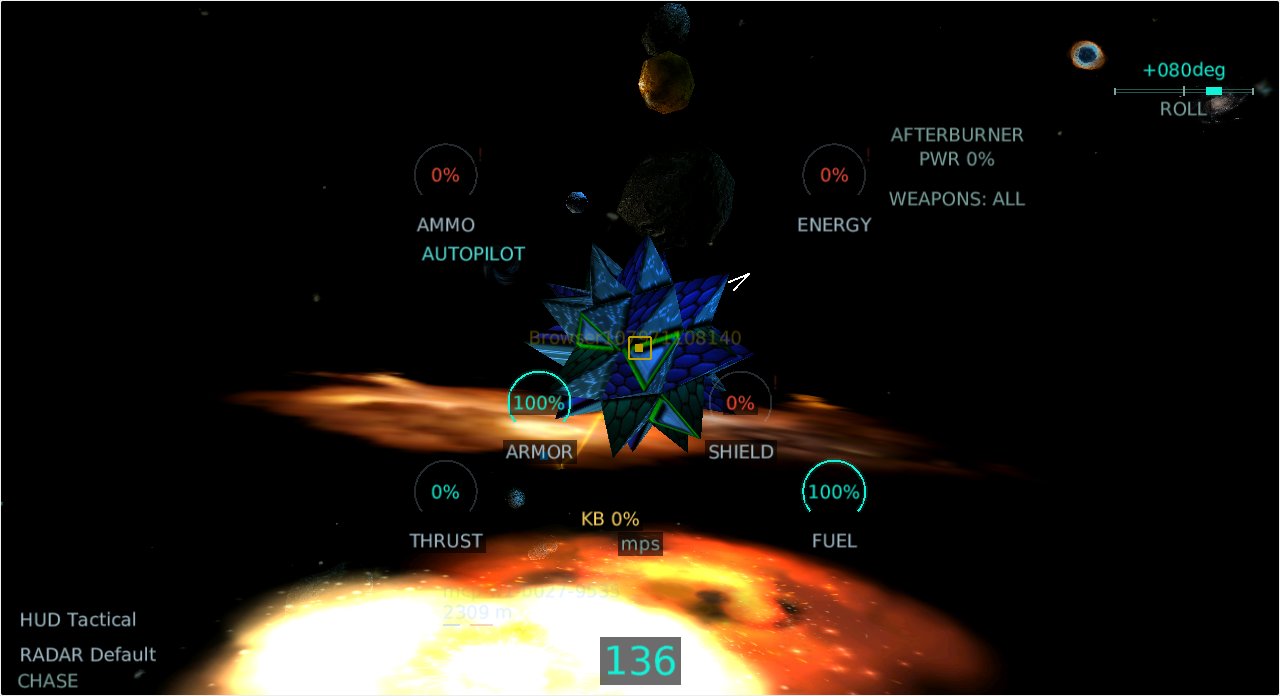 +080deg
ROLL
AFTERBURNER
PWR 0%
WEAPONS: ALL
0%
AMMO
0%
ENERGY
AUTOPILOT
100%
ARMOR
0%
SHIELD
0%
THRUST
100%
FUEL
KB 0%
mps
2309 m
HUD Tactical
RADAR Default
CHASE
136